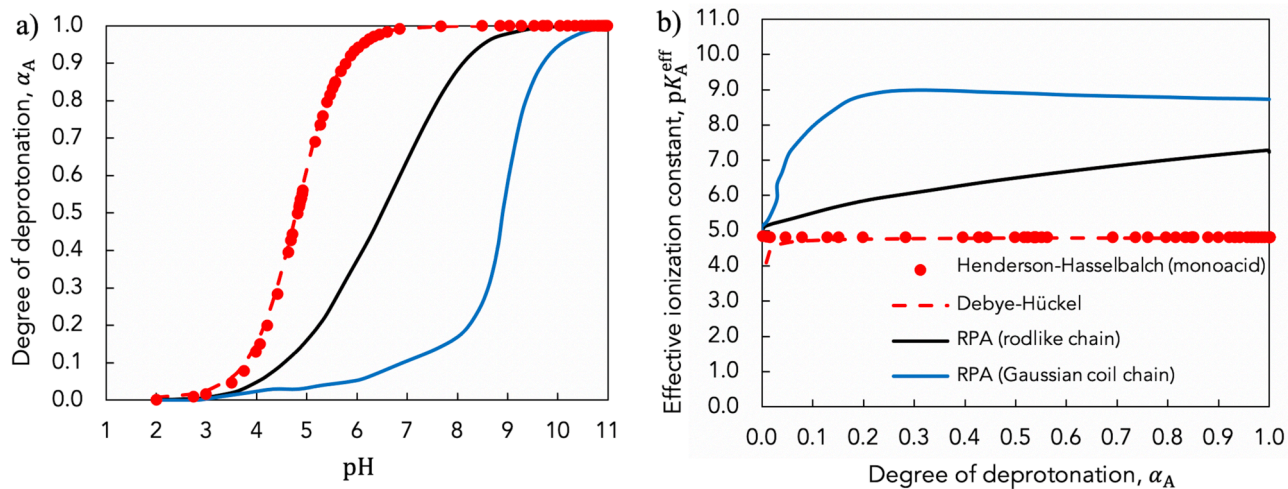 a)
Degree of deprotonation, α_A
1.0
0.9
0.8
0.7
0.6
0.5
0.4
0.3
0.2
0.1
0.0
1 2 3 4 5 6 7 8 9 10 11
pH
b)
Effective ionization constant, pK_A^eff
11.0
10.0
9.0
8.0
7.0
6.0
5.0
4.0
3.0
2.0
1.0
0.0
Henderson-Hasselbalch (monoacid)
Debye-Hückel
RPA (rodlike chain)
RPA (Gaussian coil chain)
0.0 0.1 0.2 0.3 0.4 0.5 0.6 0.7 0.8 0.9 1.0
Degree of deprotonation, α_A